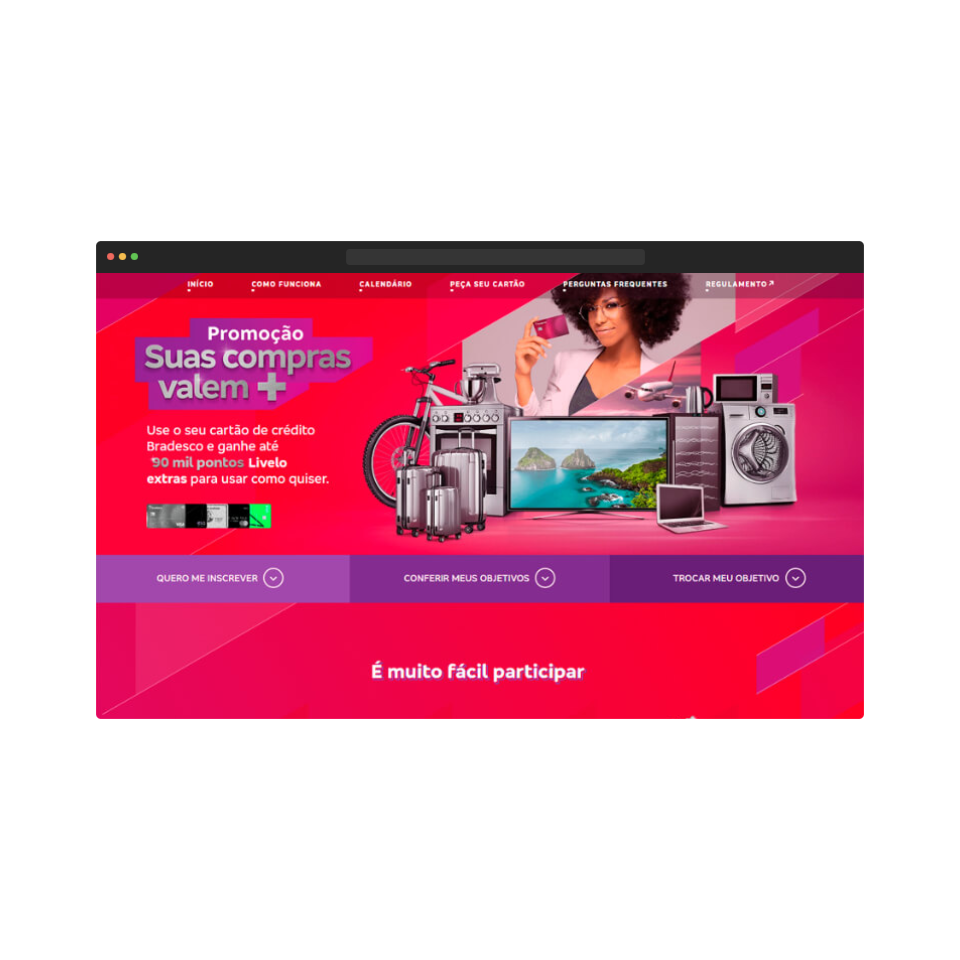 INÍCIO COMO FUNCIONA CALENDÁRIO PEÇA SEU CARTÃO PERGUNTAS FREQUENTES REGULAMENTO
Promoção
Suas compras
valem +
Use o seu cartão de crédito
Bradesco e ganhe até
90 mil pontos Livelo
extras para usar como quiser.
QUERO ME INSCREVER CONFERIR MEUS OBJETIVOS TROCAR MEU OBJETIVO
É muito fácil participar